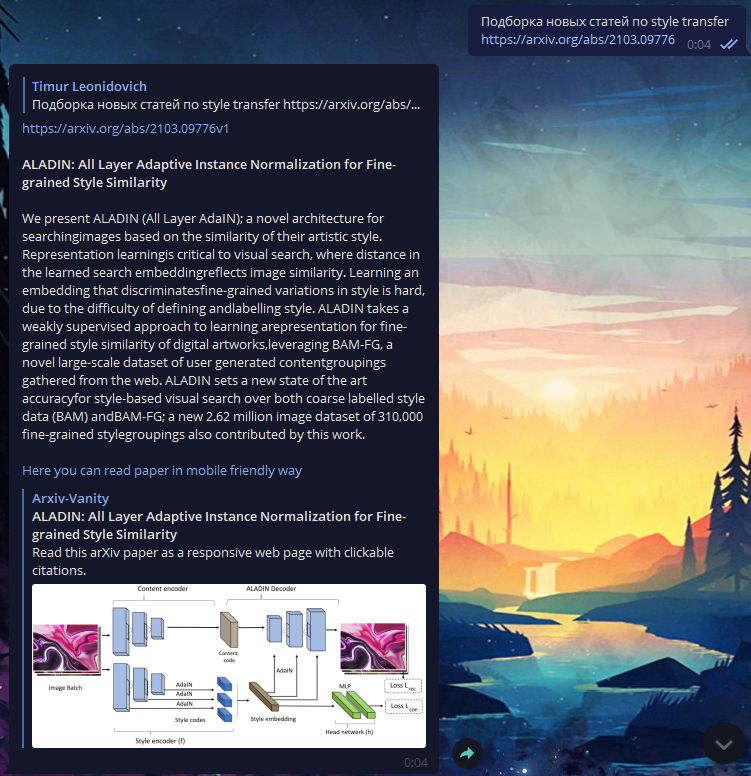 Подборка новых статей по style transfer
https://arxiv.org/abs/2103.09776
0:04
Timur Leonidovich
Подборка новых статей по style transfer https://arxiv.org/abs/...
https://arxiv.org/abs/2103.09776v1
ALADIN: All Layer Adaptive Instance Normalization for Fine-
grained Style Similarity
We present ALADIN (All Layer AdaIN); a novel architecture for
searchingimages based on the similarity of their artistic style.
Representation learningis critical to visual search, where distance in
the learned search embeddingreflects image similarity. Learning an
embedding that discriminatesfine-grained variations in style is hard,
due to the difficulty of defining andlabelling style. ALADIN takes a
weakly supervised approach to learning arepresentation for fine-
grained style similarity of digital artworks,leveraging BAM-FG, a
novel large-scale dataset of user generated contentgroupings
gathered from the web. ALADIN sets a new state of the art
accuracyfor style-based visual search over both coarse labelled style
data (BAM) andBAM-FG; a new 2.62 million image dataset of 310,000
fine-grained stylegroupings also contributed by this work.
Here you can read paper in mobile friendly way
Arxiv-Vanity
ALADIN: All Layer Adaptive Instance Normalization for Fine-
grained Style Similarity
Read this arXiv paper as a responsive web page with clickable
citations.
Content encoder
ALADIN Decoder
Content
code
Image Batch
AdaIN
AdaIN
AdaIN
AdaIN
Style codes
Style embedding
MLP
Loss L rec
Loss L con
Head network (h)
Style encoder (f)
0:04